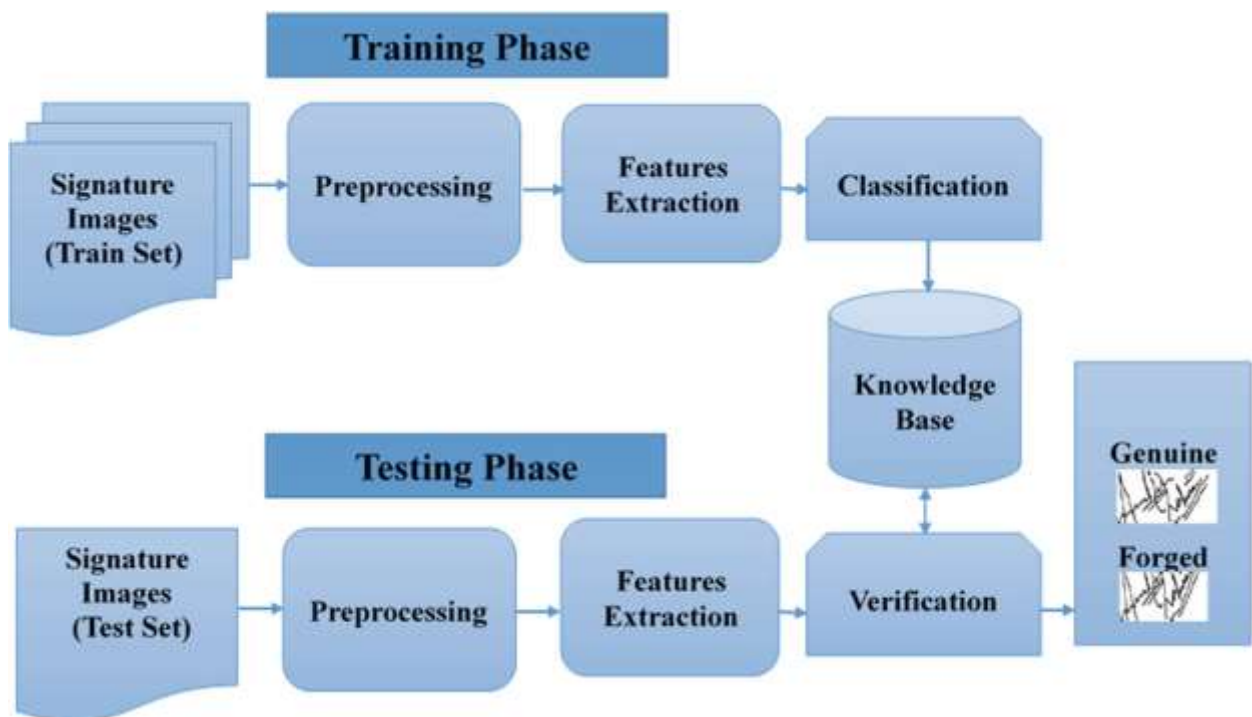 Training Phase
Signature
Images
(Train Set)
Preprocessing
Features
Extraction
Classification
Knowledge
Base
Testing Phase
Signature
Images
(Test Set)
Preprocessing
Features
Extraction
Verification
Genuine
Forged